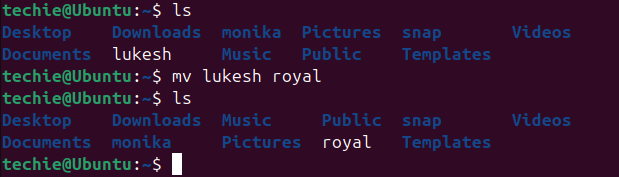 techie@Ubuntu:~$ ls
Desktop Downloads monika Pictures snap Videos
Documents lukesh Music Public Templates
techie@Ubuntu:~$ mv lukesh royal
techie@Ubuntu:~$ ls
Desktop Downloads Music Public snap Videos
Documents monika Pictures royal Templates
techie@Ubuntu:~$